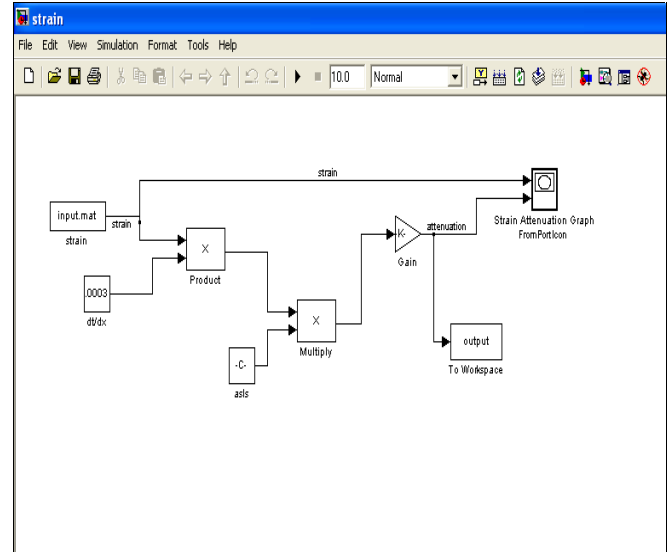 strain
File Edit View Simulation Format Tools Help
10.0 Normal
strain
input.mat
strain
strain
X
Product
.0003
dt/dx
-C-
asls
X
Multiply
-K-
Gain
attenuation
Strain Attenuation Graph
FromPortIcon
output
To Workspace